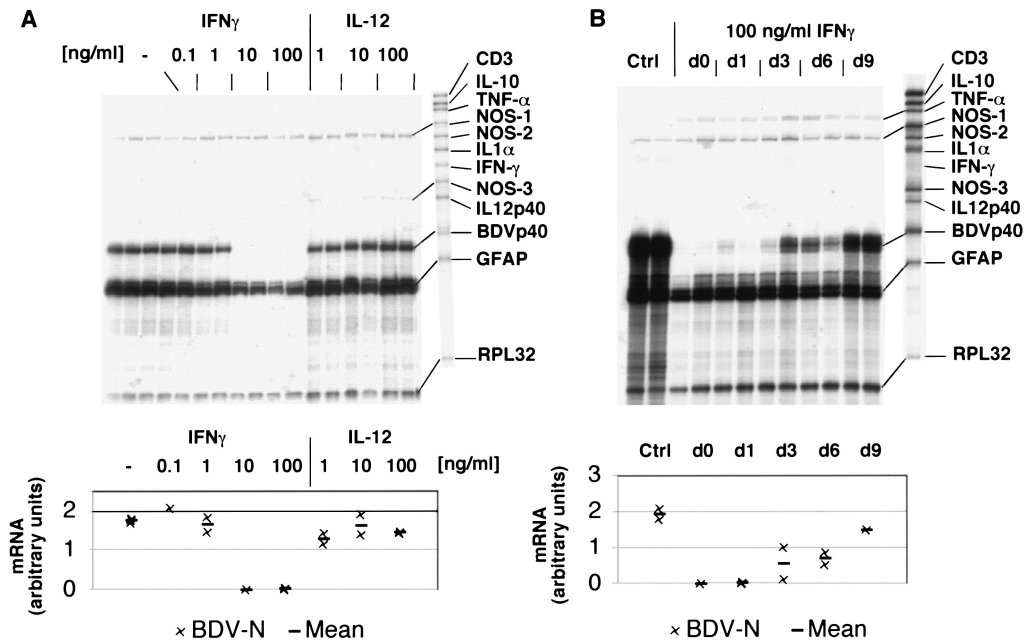 A
IFNγ
IL-12
[ng/ml]
- 0.1 1 10 100 1 10 100
CD3
IL-10
TNF-α
NOS-1
NOS-2
IL1α
IFN-γ
NOS-3
IL12p40
BDVp40
GFAP
RPL32
IFNγ
IL-12
- 0.1 1 10 100 1 10 100 [ng/ml]
mRNA
(arbitrary units)
2
1
0
× BDV-N – Mean
B
100 ng/ml IFNγ
Ctrl d0 d1 d3 d6 d9
CD3
IL-10
TNF-α
NOS-1
NOS-2
IL1α
IFN-γ
NOS-3
IL12p40
BDVp40
GFAP
RPL32
Ctrl d0 d1 d3 d6 d9
mRNA
(arbitrary units)
3
2
1
0
× BDV-N – Mean